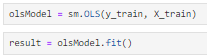 olsModel = sm.OLS(y_train, X_train)
result = olsModel.fit()